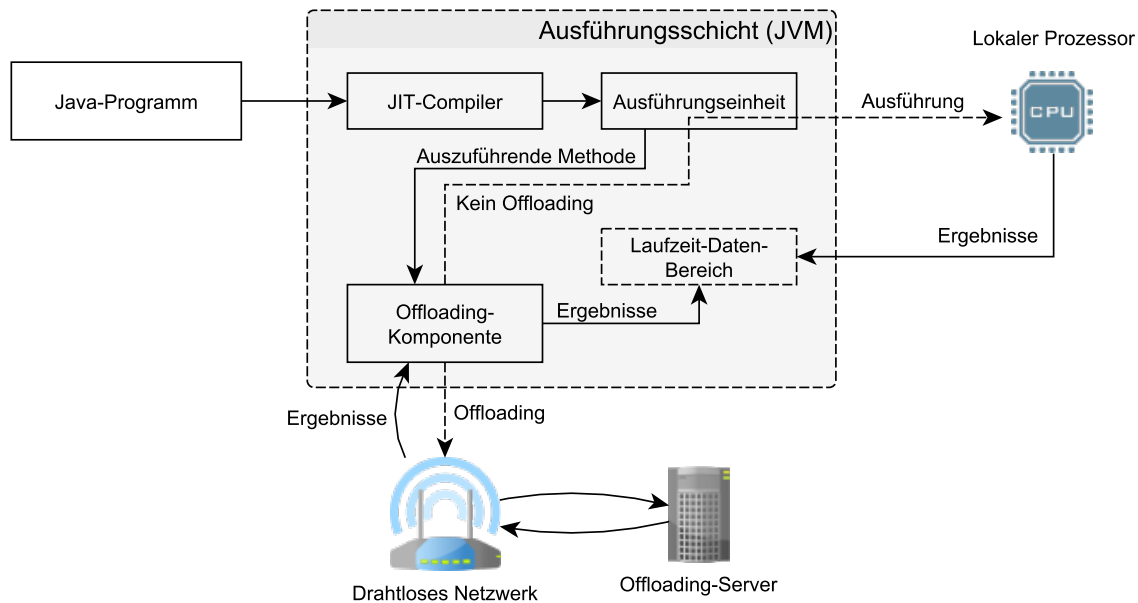 Ausführungsschicht (JVM)
Lokaler Prozessor
Java-Programm
JIT-Compiler
Ausführungseinheit
Ausführung
CPU
Auszuführende Methode
Kein Offloading
Laufzeit-Daten-
Bereich
Ergebnisse
Offloading-
Komponente
Ergebnisse
Ergebnisse
Offloading
Drahtloses Netzwerk
Offloading-Server